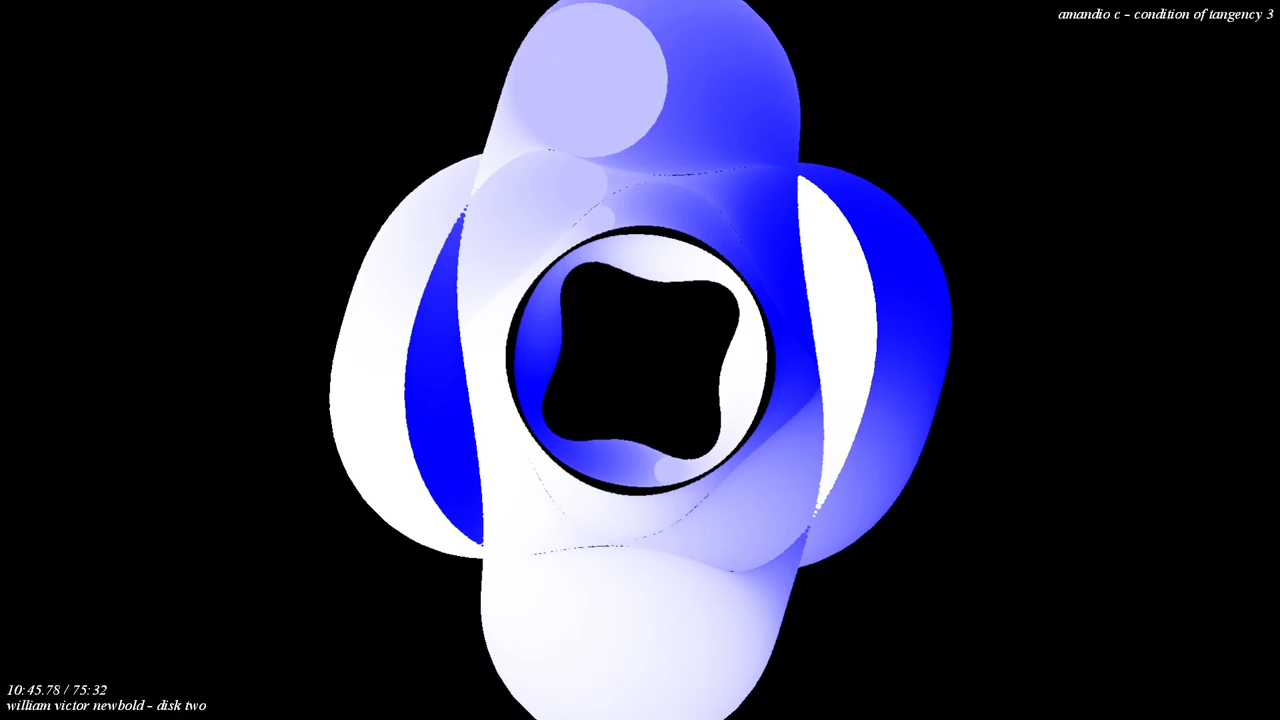 amandio c – condition of tangency 3
10:45.78 / 75:32
william victor newbold – disk two